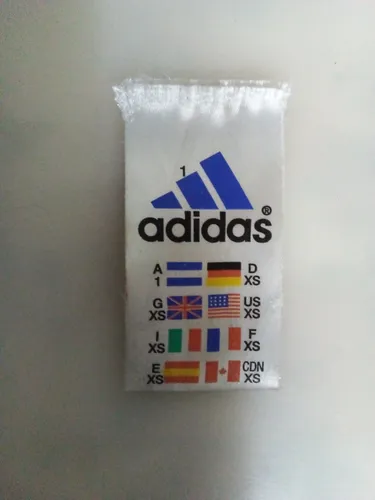 1
adidas®
A D
1 XS
G US
XS XS
I F
XS XS
E CDN
XS XS